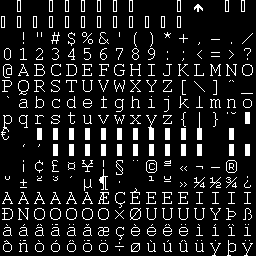 ! " # $ % & ' ( ) * + , - . /
0 1 2 3 4 5 6 7 8 9 : ; < = > ?
@ A B C D E F G H I J K L M N O
P Q R S T U V W X Y Z [ \ ] ^ _
` a b c d e f g h i j k l m n o
p q r s t u v w x y z { | } ~
€
¡ ¢ £ ¤ ¥ ¦ § ¨ © ª « ¬ - ® ¯
° ± ² ³ ´ µ ¶ · ¸ ¹ º » ¼ ½ ¾ ¿
À Á Â Ã Ä Å Æ Ç È É Ê Ë Ì Í Î Ï
Ð Ñ Ò Ó Ô Õ Ö × Ø Ù Ú Û Ü Ý Þ ß
à á â ã ä å æ ç è é ê ë ì í î ï
ð ñ ò ó ô õ ö ÷ ø ù ú û ü ý þ ÿ